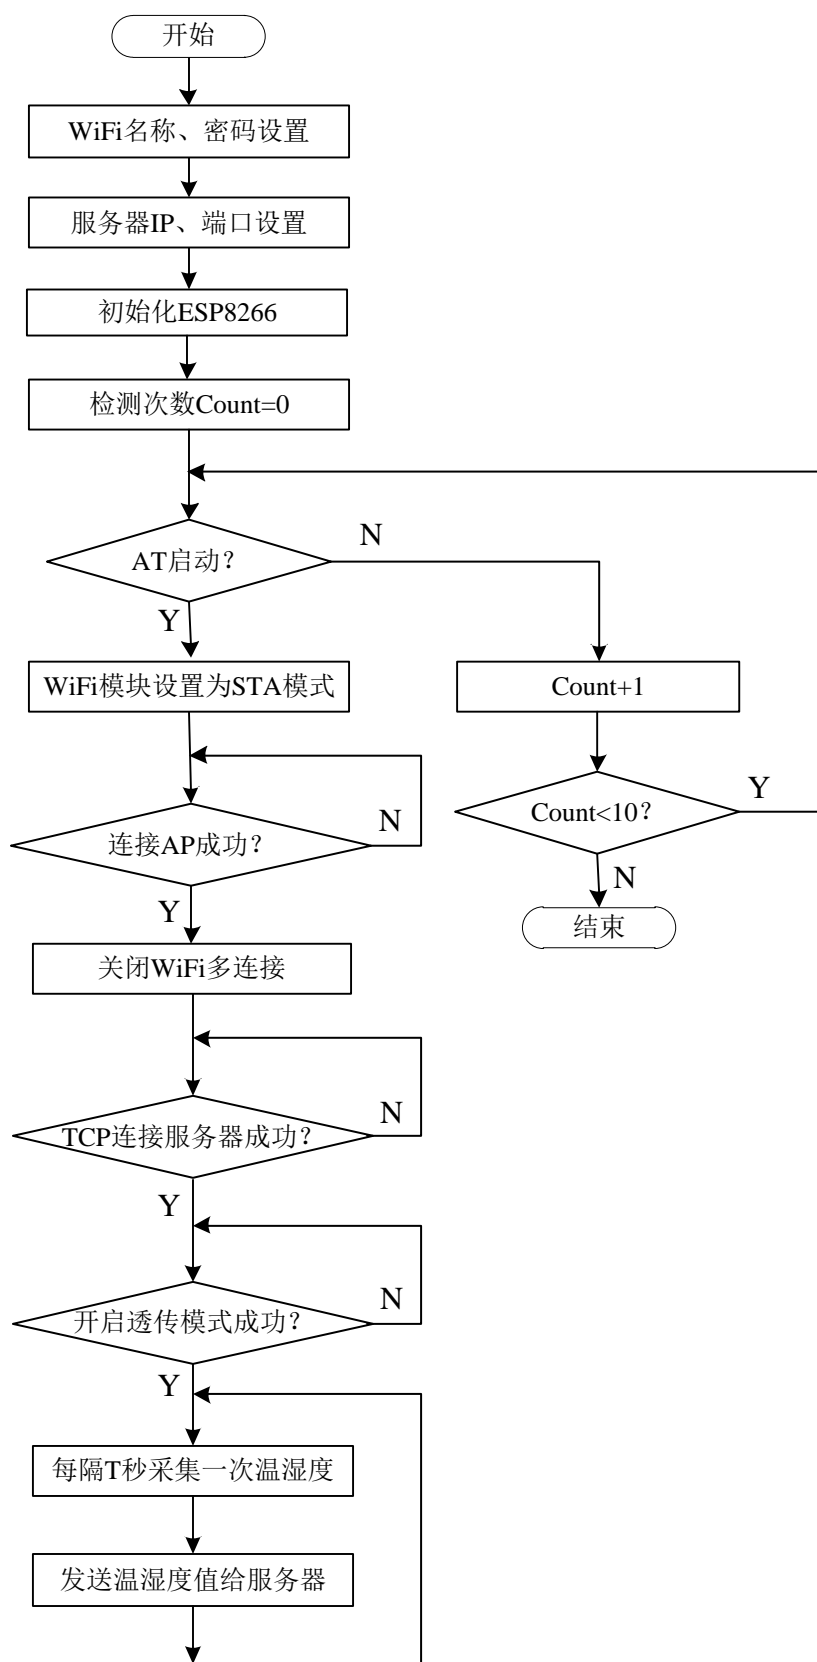 开始
WiFi名称、密码设置
服务器IP、端口设置
初始化ESP8266
检测次数Count=0
AT启动？
N
Y
WiFi模块设置为STA模式
Count+1
连接AP成功？
N
Count<10？
Y
Y
N
结束
关闭WiFi多连接
TCP连接服务器成功？
N
Y
开启透传模式成功？
N
Y
每隔T秒采集一次温湿度
发送温湿度值给服务器